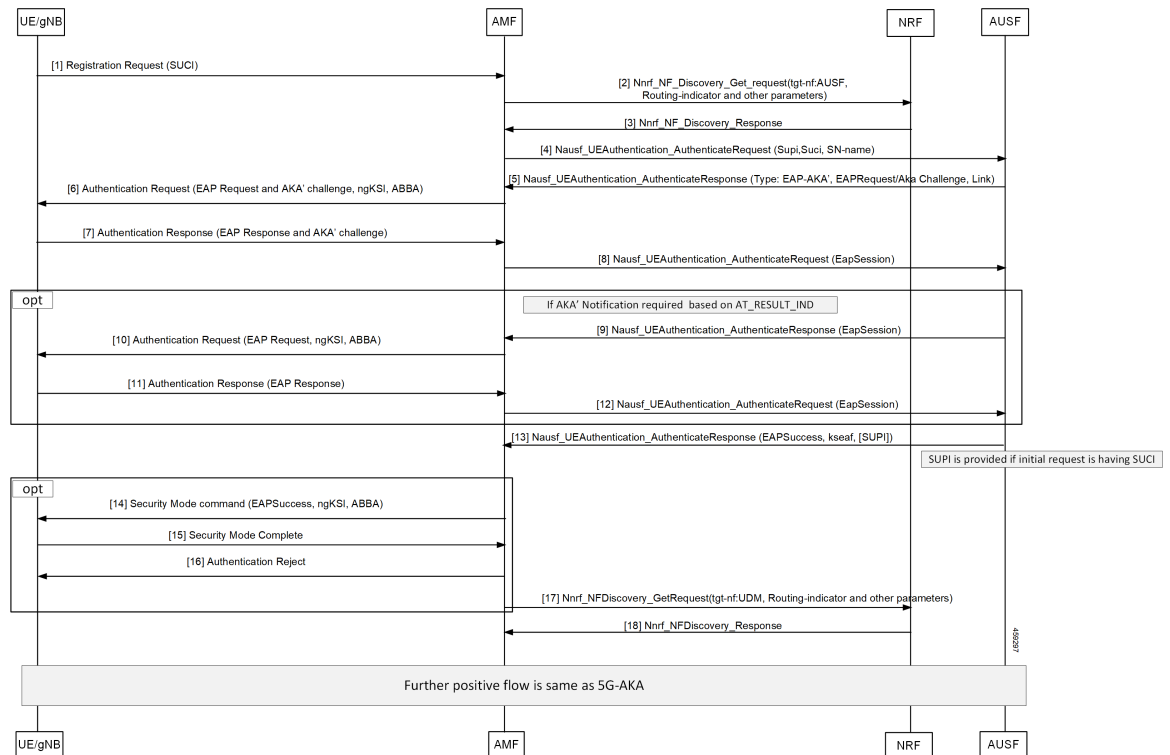 UE/gNB
AMF
NRF
AUSF
[1] Registration Request (SUCI)
[2] Nnrf_NF_Discovery_Get_request(tgt-nf:AUSF,
Routing-indicator and other parameters)
[3] Nnrf_NF_Discovery_Response
[4] Nausf_UEAuthentication_AuthenticateRequest (Supi,Suci, SN-name)
[5] Nausf_UEAuthentication_AuthenticateResponse (Type: EAP-AKA’, EAPRequest/Aka Challenge, Link)
[6] Authentication Request (EAP Request and AKA’ challenge, ngKSI, ABBA)
[7] Authentication Response (EAP Response and AKA’ challenge)
[8] Nausf_UEAuthentication_AuthenticateRequest (EapSession)
opt
If AKA’ Notification required based on AT_RESULT_IND
[9] Nausf_UEAuthentication_AuthenticateResponse (EapSession)
[10] Authentication Request (EAP Request, ngKSI, ABBA)
[11] Authentication Response (EAP Response)
[12] Nausf_UEAuthentication_AuthenticateRequest (EapSession)
[13] Nausf_UEAuthentication_AuthenticateResponse (EAPSuccess, kseaf, [SUPI])
SUPI is provided if initial request is having SUCI
opt
[14] Security Mode command (EAPSuccess, ngKSI, ABBA)
[15] Security Mode Complete
[16] Authentication Reject
[17] Nnrf_NFDiscovery_GetRequest(tgt-nf:UDM, Routing-indicator and other parameters)
[18] Nnrf_NFDiscovery_Response
459297
Further positive flow is same as 5G-AKA
UE/gNB
AMF
NRF
AUSF